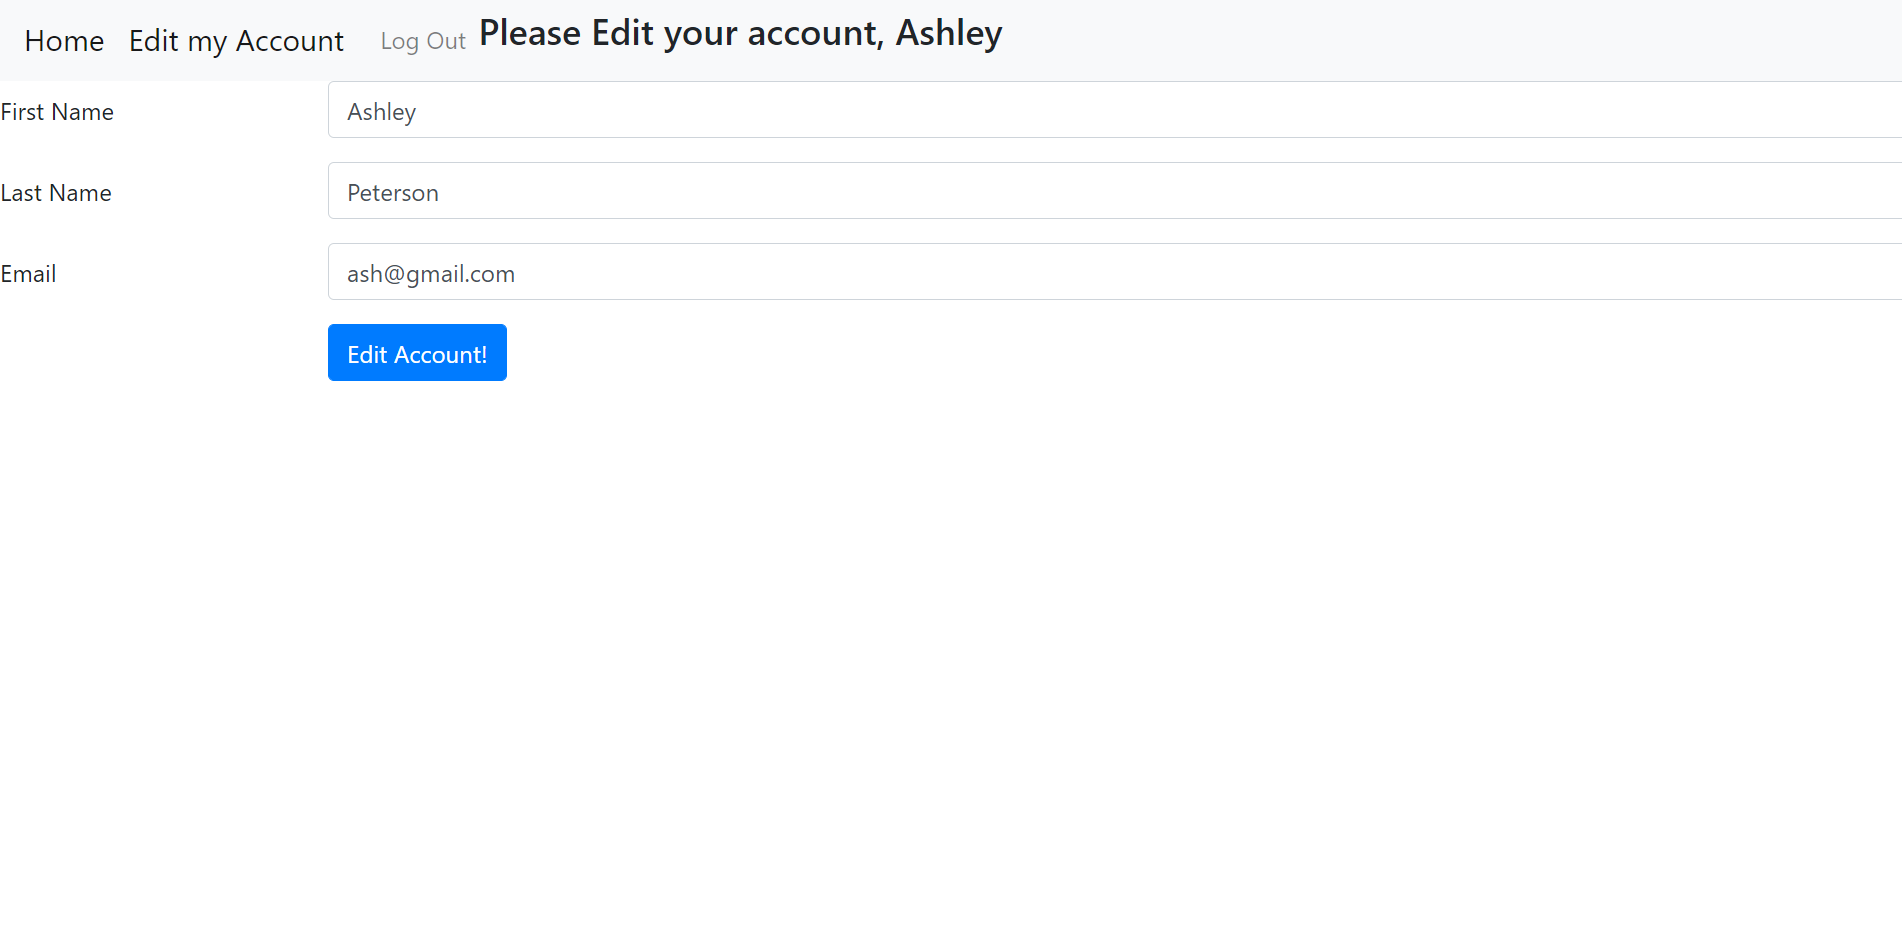 Home Edit my Account Log Out Please Edit your account, Ashley
First Name Ashley
Last Name Peterson
Email ash@gmail.com
Edit Account!